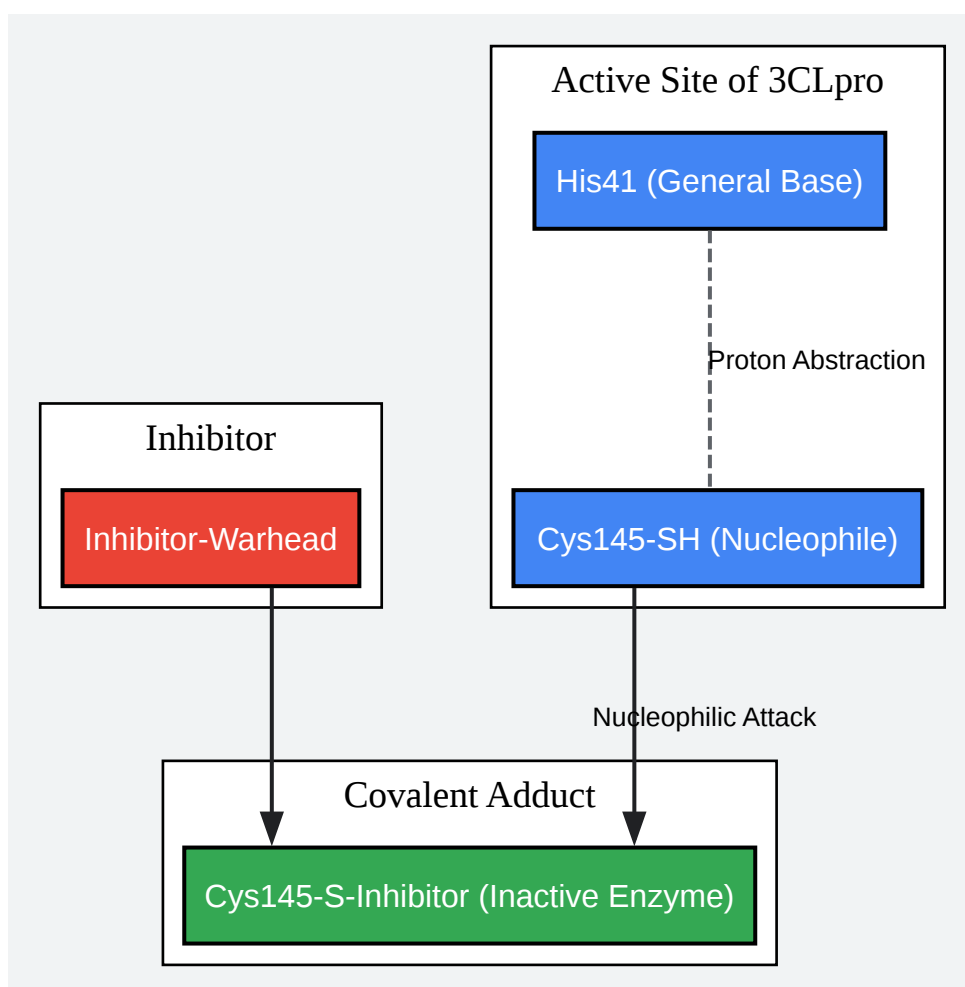 Active Site of 3CLpro
His41 (General Base)
Proton Abstraction
Inhibitor
Inhibitor-Warhead
Cys145-SH (Nucleophile)
Nucleophilic Attack
Covalent Adduct
Cys145-S-Inhibitor (Inactive Enzyme)